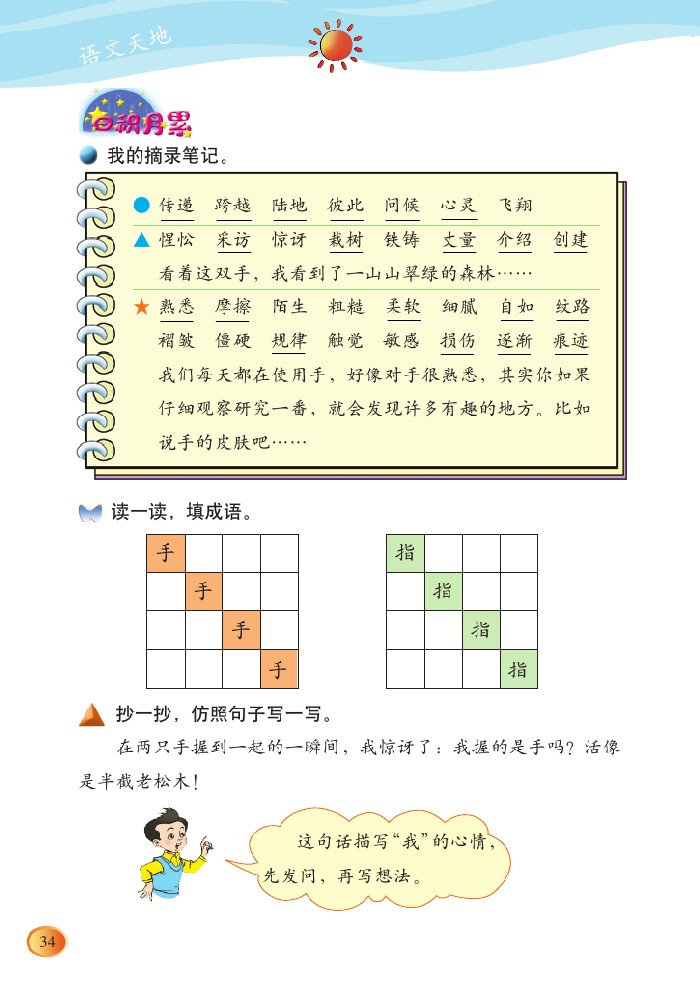 语文天地
日积月累
我的摘录笔记。
传递 跨越 陆地 彼此 问候 心灵 飞翔
惺忪 采访 惊讶 栽树 铁铸 丈量 介绍 创建
看着这双手，我看到了一山山翠绿的森林……
熟悉 摩擦 陌生 粗糙 柔软 细腻 自如 纹路
褶皱 僵硬 规律 触觉 敏感 损伤 逐渐 痕迹
我们每天都在使用手，好像对手很熟悉，其实你如果
仔细观察研究一番，就会发现许多有趣的地方。比如
说手的皮肤吧……
读一读，填成语。
手 指
手 指
手 指
手 指
抄一抄，仿照句子写一写。
在两只手握到一起的一瞬间，我惊讶了：我握的是手吗？活像
是半截老松木！
这句话描写“我”的心情，
先发问，再写想法。
34